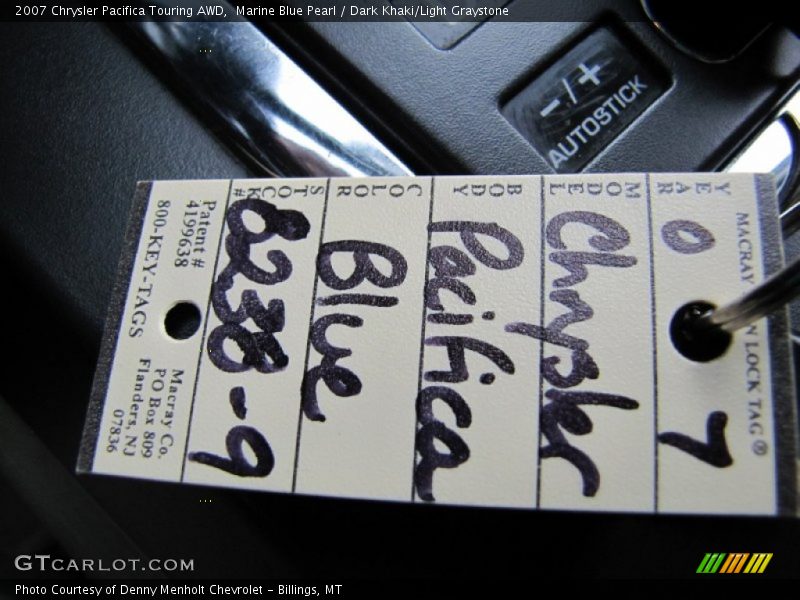 2007 Chrysler Pacifica Touring AWD,  Marine Blue Pearl / Dark Khaki/Light Graystone
−/+
AUTOSTICK
MACRAY
N LOCK TAG®
YEAR
0 7
MODEL
Chrysler
BODY
Pacifica
COLOR
Blue
STOCK#
8238-9
Patent #
4199638
800-KEY-TAGS
Macray Co.
PO Box 809
Flanders, NJ
07836
GTCARLOT.COM
Photo Courtesy of Denny Menholt Chevrolet – Billings, MT